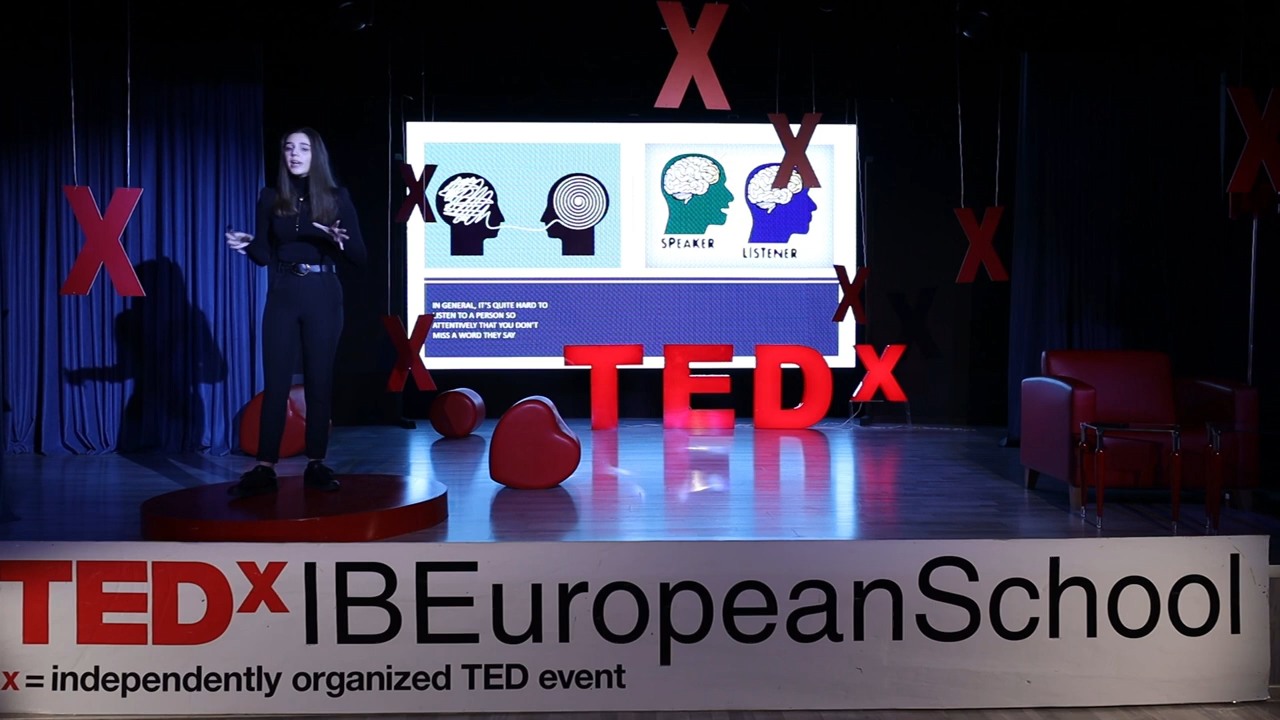 X
X
X
X
X
X
X
X
SPEAKER
LISTENER
IN GENERAL, IT'S QUITE HARD TO
LISTEN TO A PERSON SO
ATTENTIVELY THAT YOU DON'T
MISS A WORD THEY SAY
TEDx
TEDxIBEuropeanSchool
x = independently organized TED event